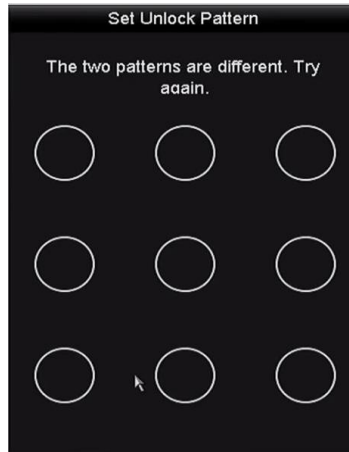 Set Unlock Pattern
The two patterns are different. Try
again.